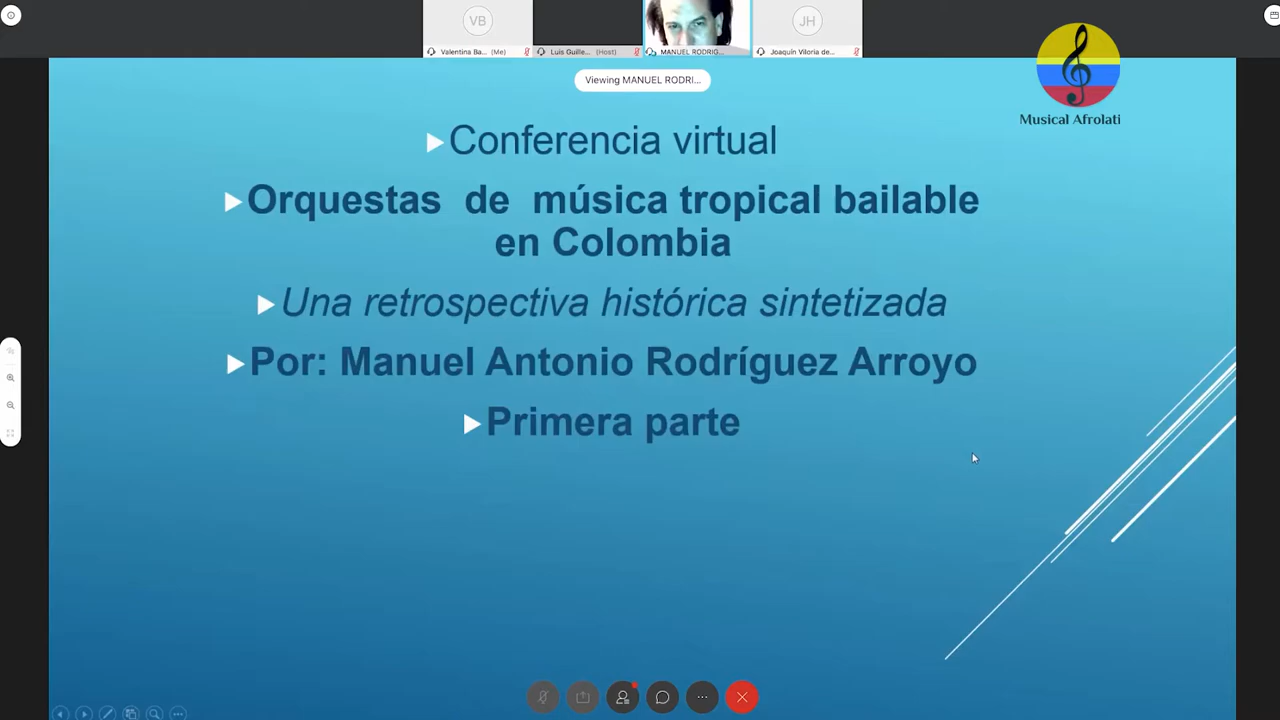 VB
JH
Valentina Ba... (Me)
Luis Guille... (Host)
MANUEL RODRIG...
Joaquín Viloria de...
Viewing MANUEL RODRI...
Musical Afrolati
Conferencia virtual
Orquestas de música tropical bailable
en Colombia
Una retrospectiva histórica sintetizada
Por: Manuel Antonio Rodríguez Arroyo
Primera parte